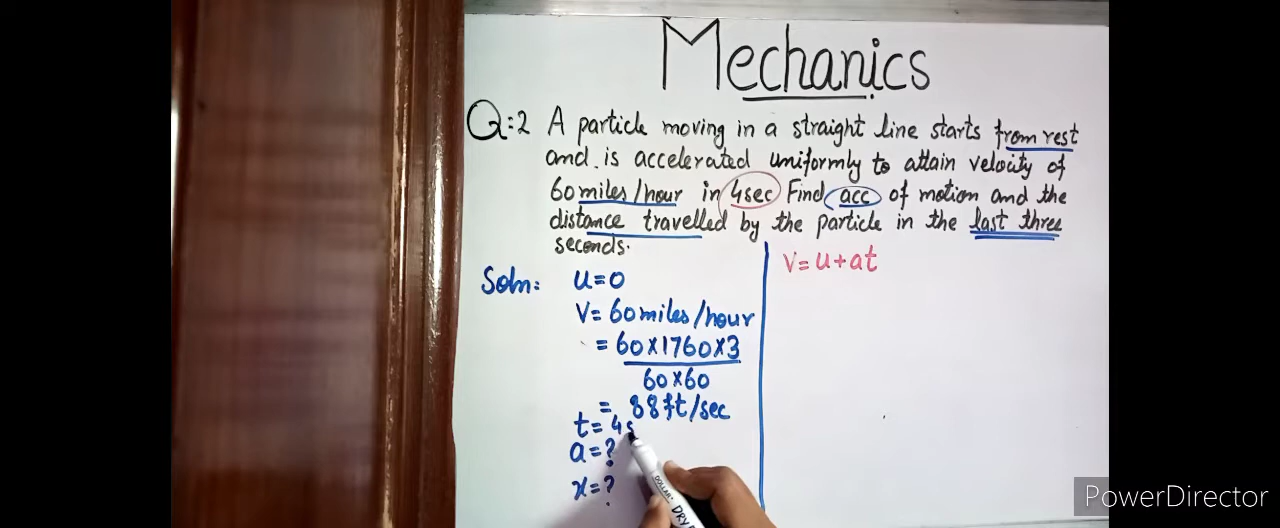 Mechanics
Q:2 A particle moving in a straight line starts from rest
and is accelerated uniformly to attain velocity of
60 miles/hour in 4sec Find acc of motion and the
distance travelled by the particle in the last three
seconds.
Soln:
u=0
V= 60 miles/hour
= 60×1760×3
60×60
= 88ft/sec
t= 4s
a=?
x=?
V= u+at
DOLLAR
PowerDirector